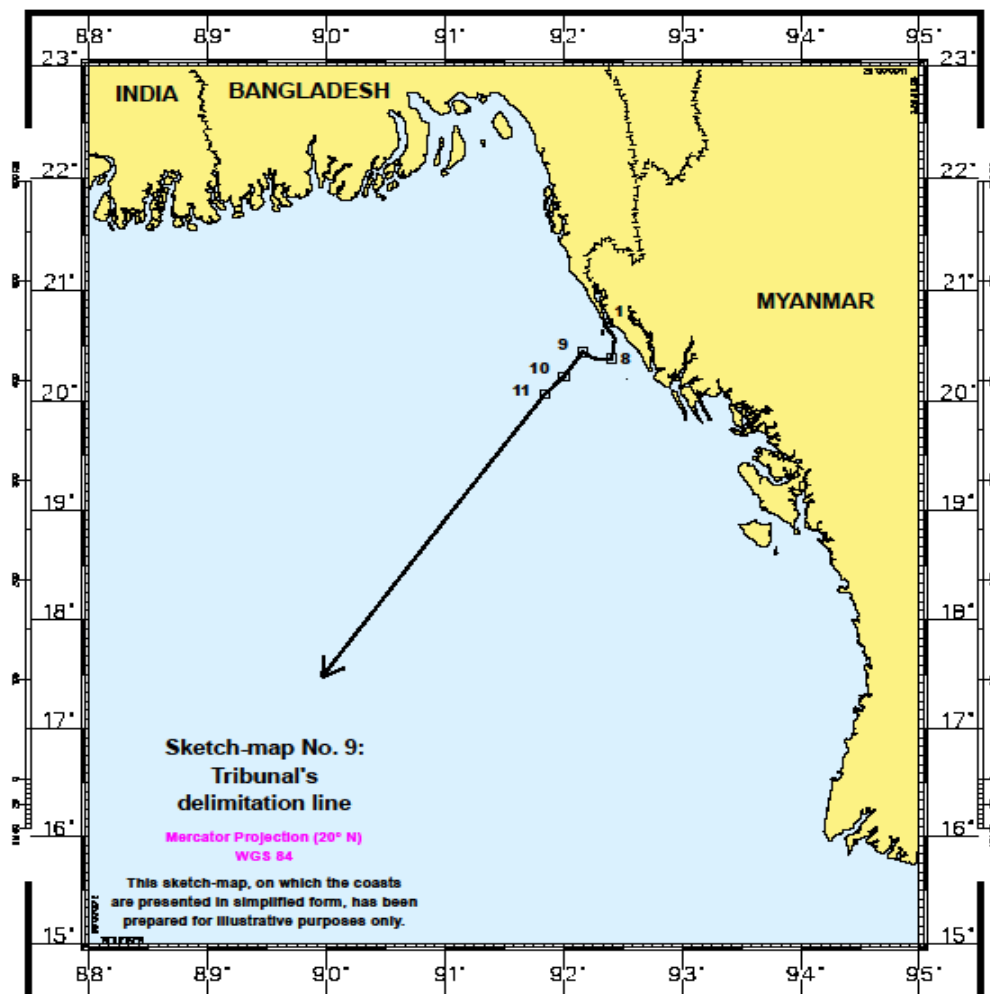 88° 89° 90° 91° 92° 93° 94° 95°
23° 23°
INDIA BANGLADESH
22° 22°
21° 21°
MYANMAR
1
9 8
10
20° 11 20°
19° 19°
18° 18°
17° 17°
Sketch-map No. 9:
Tribunal's
delimitation line
16° 16°
Mercator Projection (20° N)
WGS 84
This sketch-map, on which the coasts
are presented in simplified form, has been
prepared for illustrative purposes only.
15° 15°
88° 89° 90° 91° 92° 93° 94° 95°